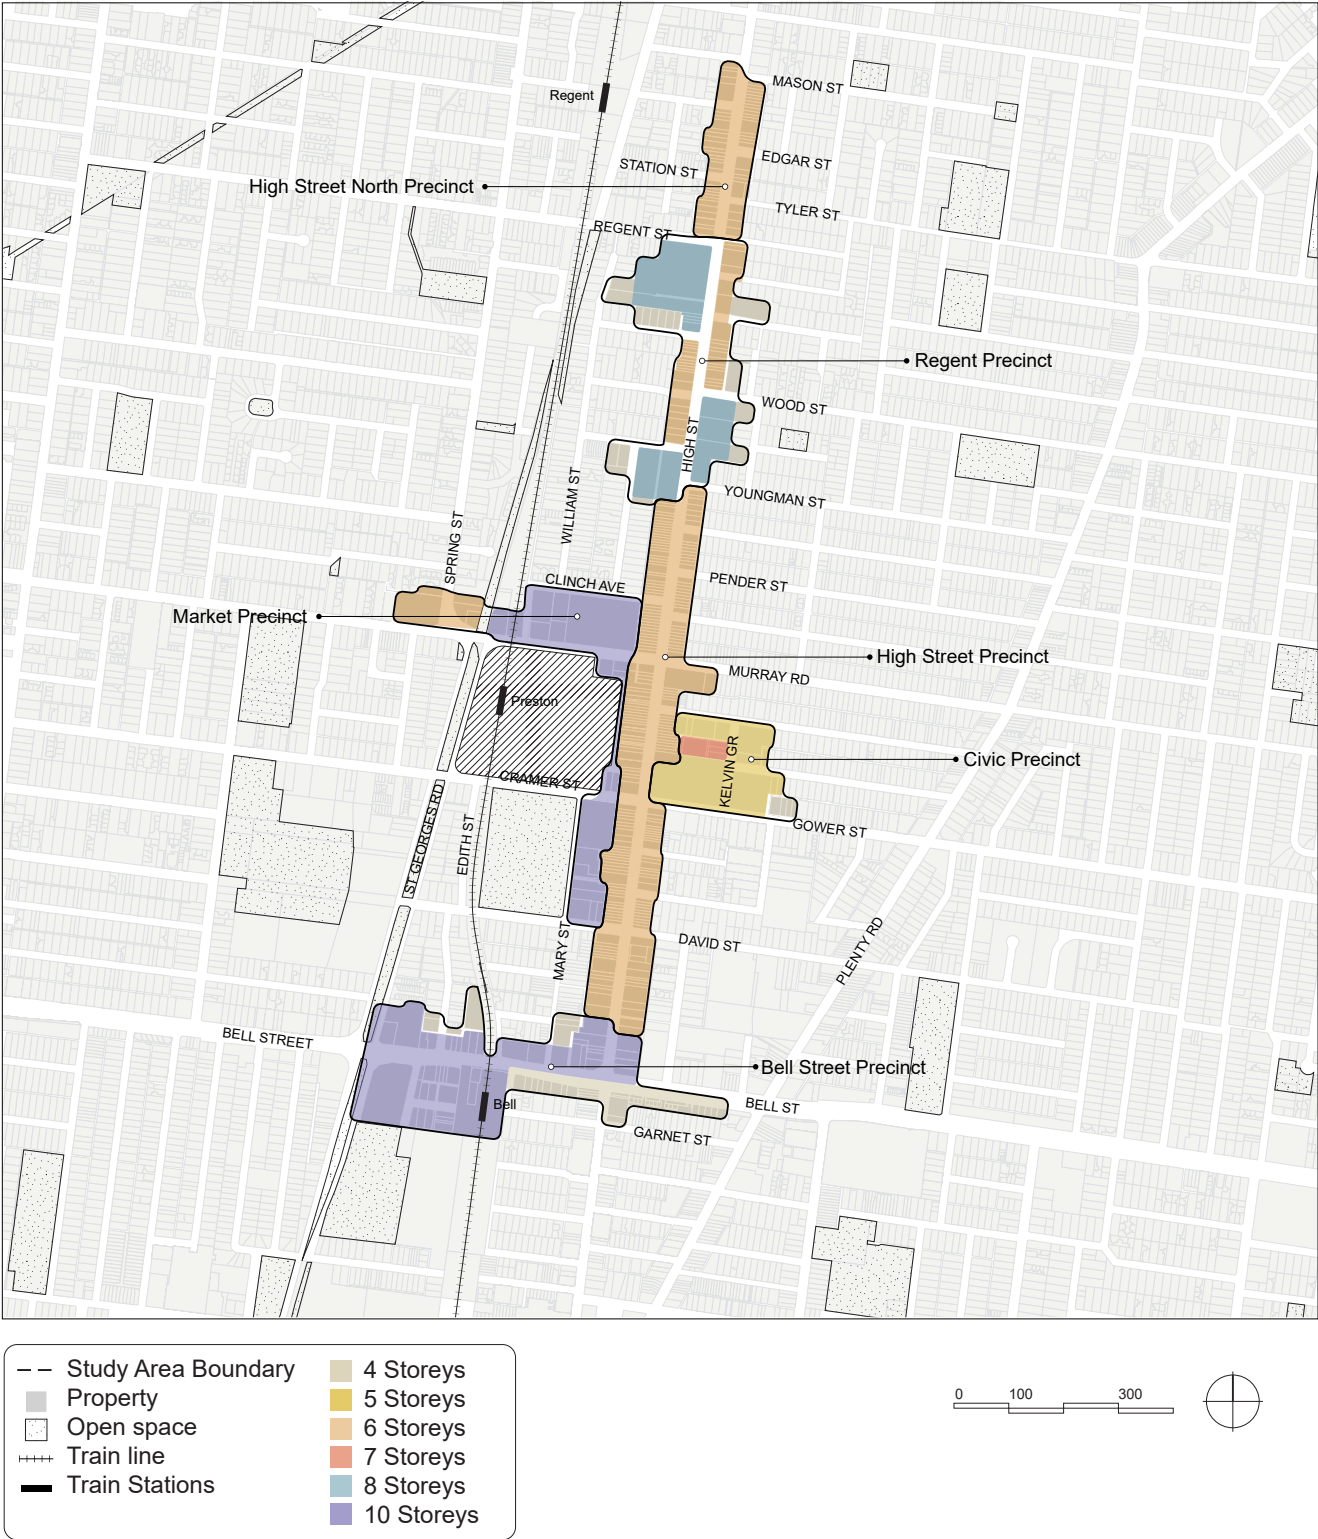 MASON ST
Regent
EDGAR ST
STATION ST
High Street North Precinct
TYLER ST
REGENT ST
Regent Precinct
WOOD ST
HIGH ST
YOUNGMAN ST
WILLIAM ST
SPRING ST
CLINCH AVE
PENDER ST
Market Precinct
High Street Precinct
MURRAY RD
Preston
KELVIN GR
Civic Precinct
CRAMER ST
GOWER ST
ST GEORGES RD
EDITH ST
MARY ST
DAVID ST
PLENTY RD
BELL STREET
Bell Street Precinct
Bell
BELL ST
GARNET ST
Study Area Boundary
Property
Open space
Train line
Train Stations
4 Storeys
5 Storeys
6 Storeys
7 Storeys
8 Storeys
10 Storeys
0 100 300